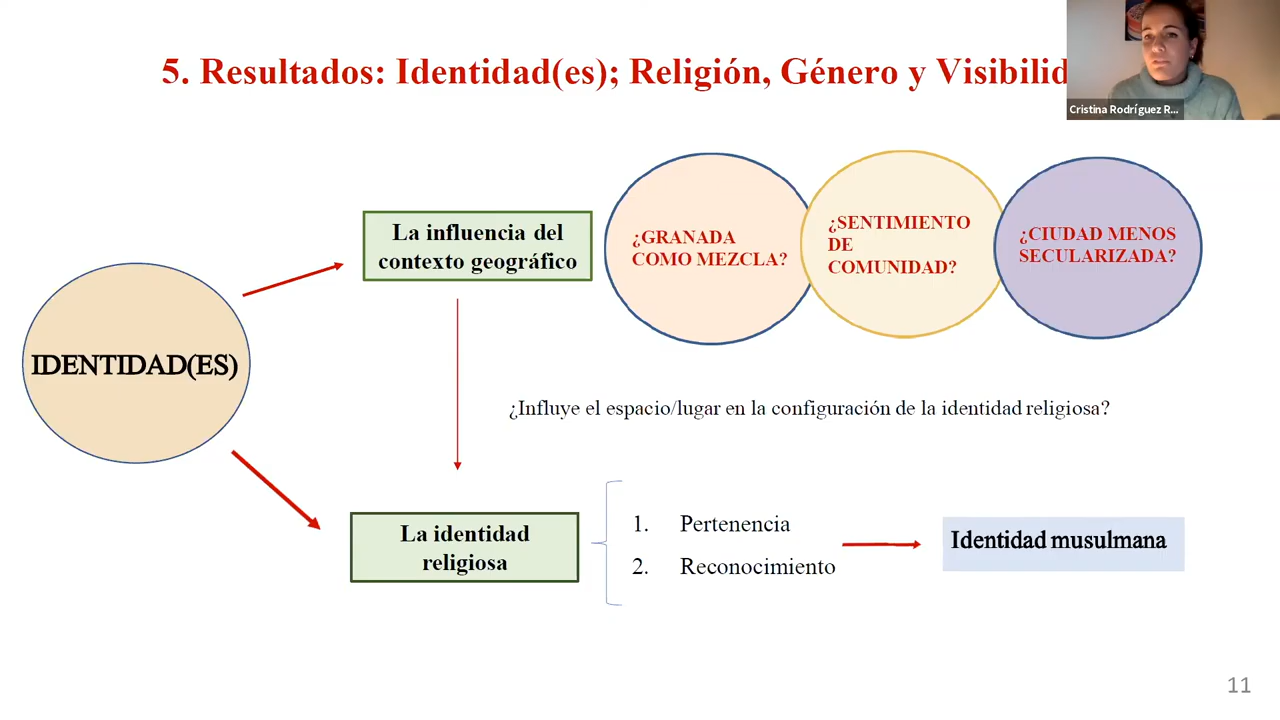 5. Resultados: Identidad(es); Religión, Género y Visibilid
Cristina Rodríguez R...
La influencia del
contexto geográfico
¿GRANADA
COMO MEZCLA?
¿SENTIMIENTO
DE
COMUNIDAD?
¿CIUDAD MENOS
SECULARIZADA?
IDENTIDAD(ES)
¿Influye el espacio/lugar en la configuración de la identidad religiosa?
La identidad
religiosa
1. Pertenencia
2. Reconocimiento
Identidad musulmana
11